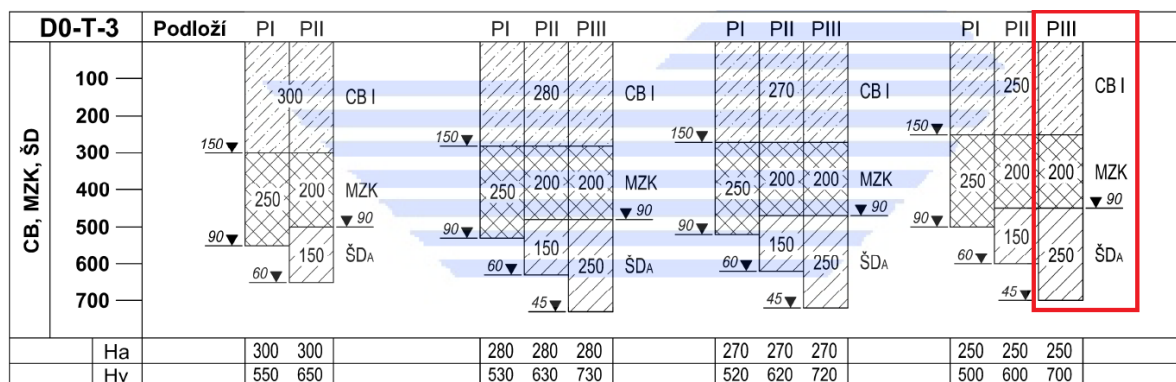 D0-T-3 Podloží PI PII PI PII PIII PI PII PIII PI PII PIII
CB, MZK, ŠD
100
200
300
400
500
600
700
300 CB I
150
250 200 MZK
90
90
150 ŠDA
60
280 CB I
150
250 200 200 MZK
90
90
150 250 ŠDA
60
45
270 CB I
150
250 200 200 MZK
90
90
150 250 ŠDA
60
45
250 CB I
150
250 200 200 MZK
90
90
150 250 ŠDA
60
45
Ha 300 300 280 280 280 270 270 270 250 250 250
Hv 550 650 530 630 730 520 620 720 500 600 700